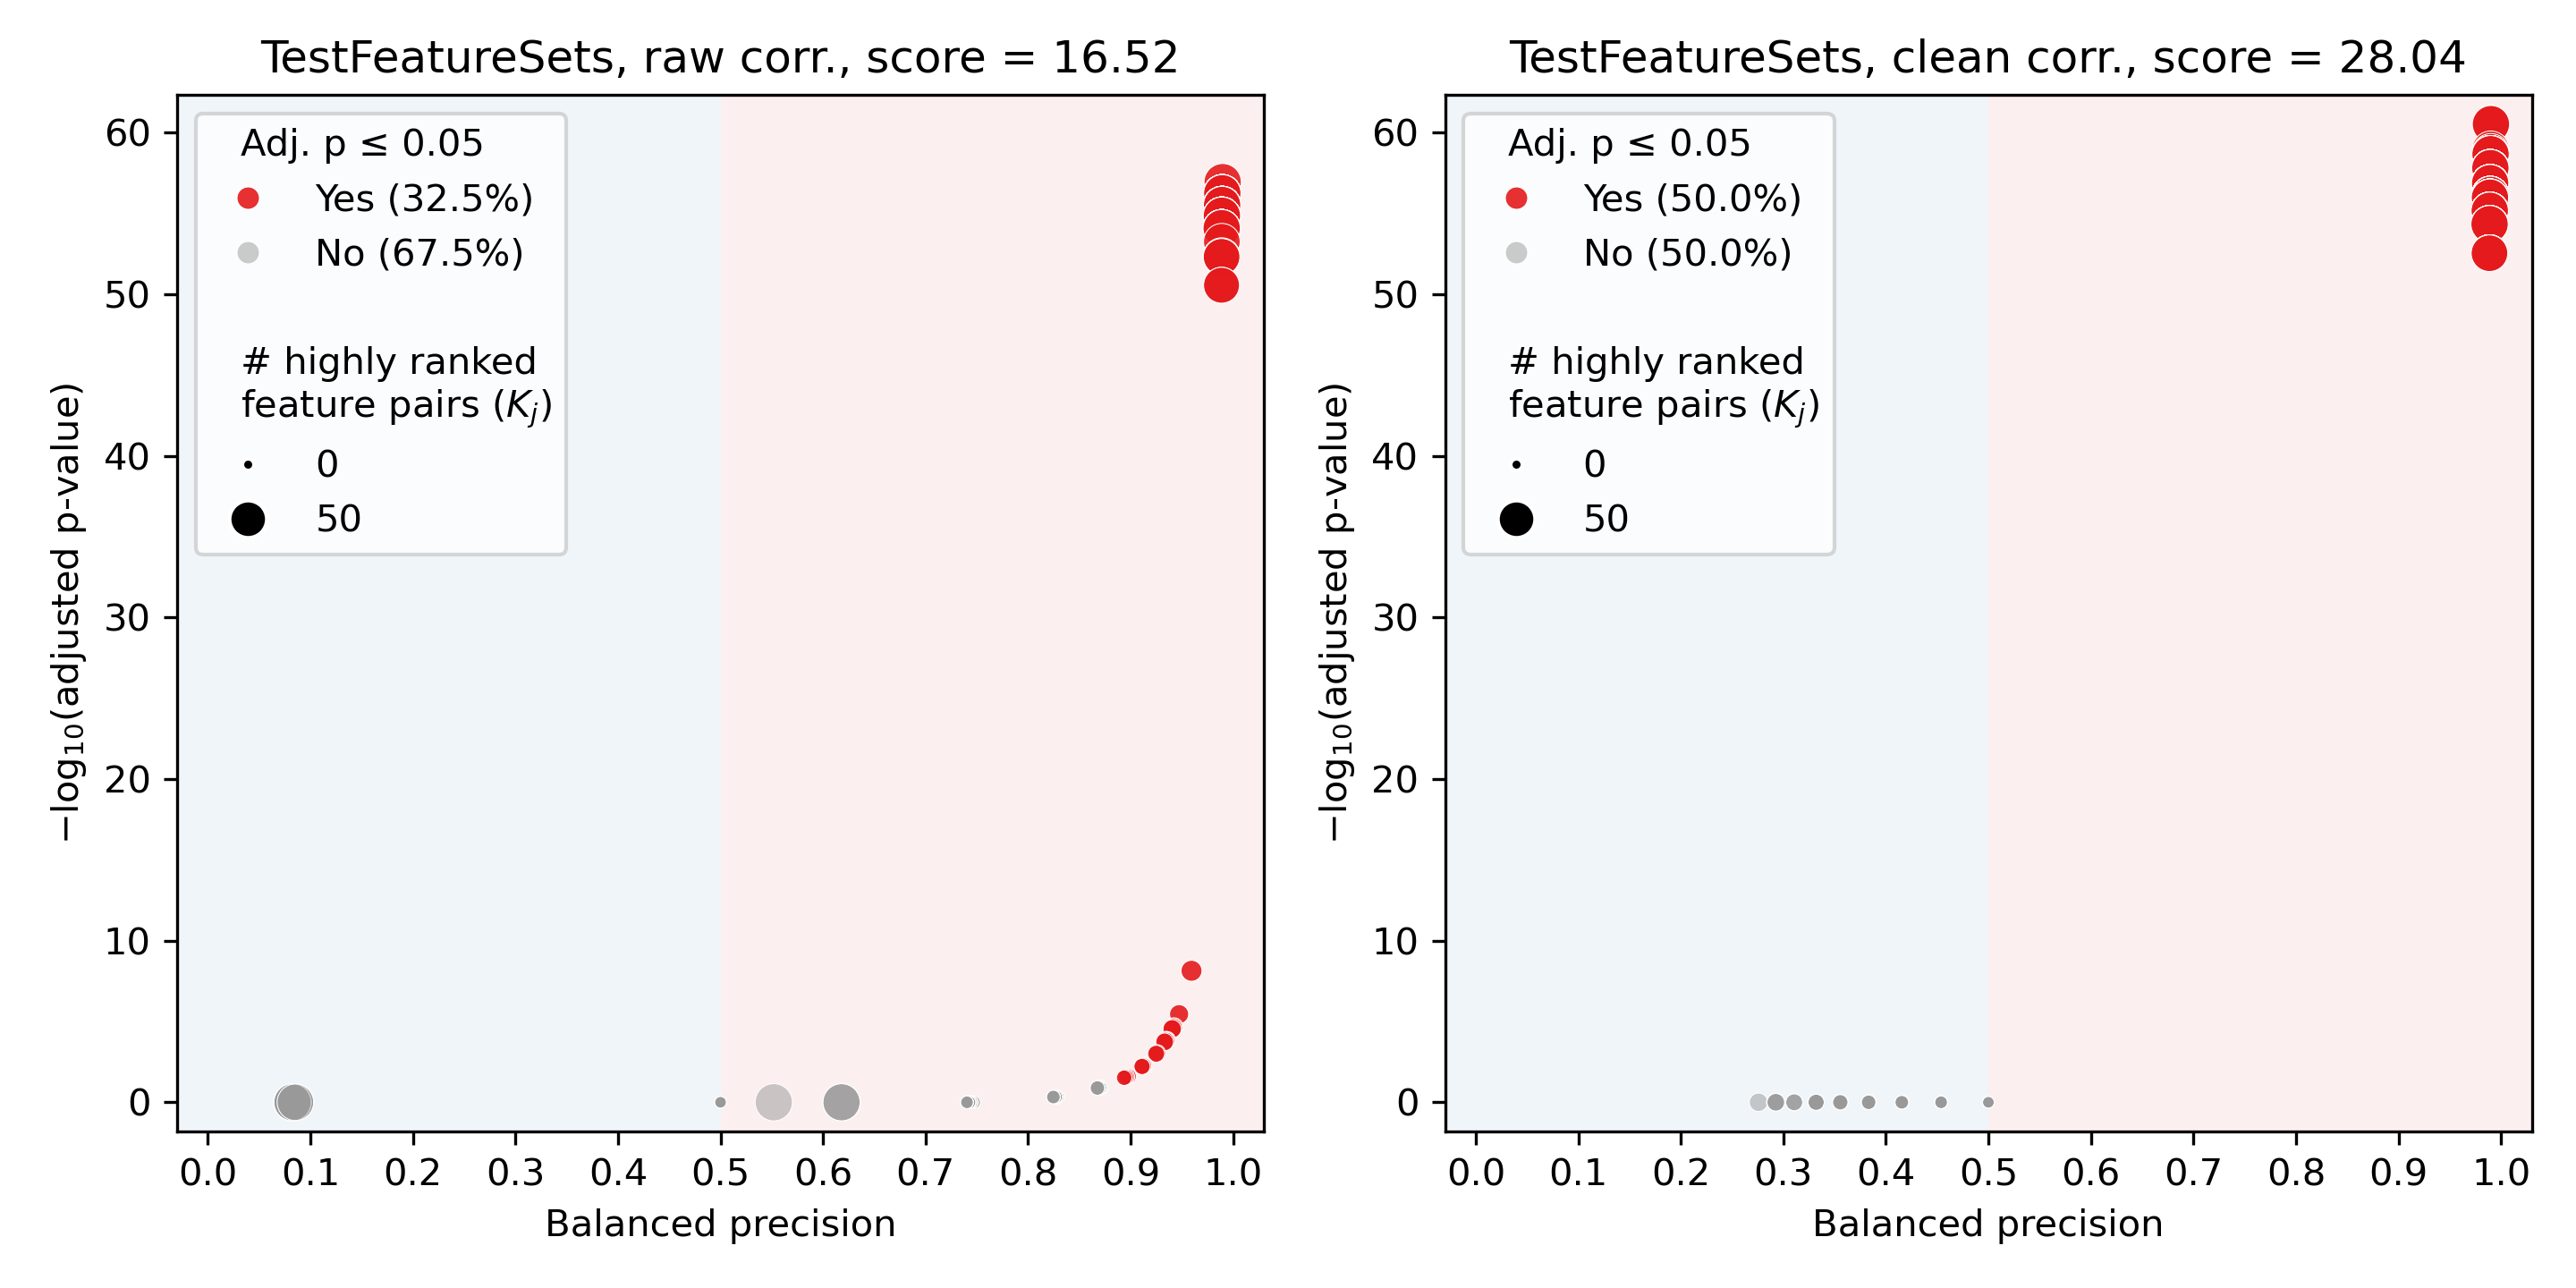 TestFeatureSets, raw corr., score = 16.52
60
50
40
30
20
10
0
−log₁₀(adjusted p-value)
Adj. p ≤ 0.05
Yes (32.5%)
No (67.5%)
# highly ranked
feature pairs (Kⱼ)
0
50
0.0 0.1 0.2 0.3 0.4 0.5 0.6 0.7 0.8 0.9 1.0
Balanced precision
TestFeatureSets, clean corr., score = 28.04
60
50
40
30
20
10
0
−log₁₀(adjusted p-value)
Adj. p ≤ 0.05
Yes (50.0%)
No (50.0%)
# highly ranked
feature pairs (Kⱼ)
0
50
0.0 0.1 0.2 0.3 0.4 0.5 0.6 0.7 0.8 0.9 1.0
Balanced precision